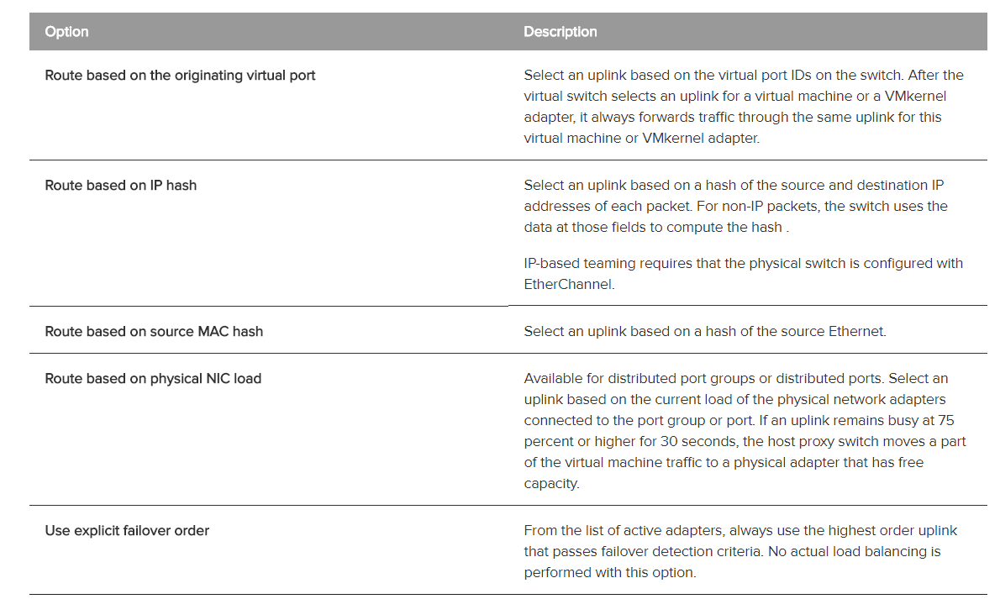 Option
Description
Route based on the originating virtual port
Select an uplink based on the virtual port IDs on the switch. After the
virtual switch selects an uplink for a virtual machine or a VMkernel
adapter, it always forwards traffic through the same uplink for this
virtual machine or VMkernel adapter.
Route based on IP hash
Select an uplink based on a hash of the source and destination IP
addresses of each packet. For non-IP packets, the switch uses the
data at those fields to compute the hash .
IP-based teaming requires that the physical switch is configured with
EtherChannel.
Route based on source MAC hash
Select an uplink based on a hash of the source Ethernet.
Route based on physical NIC load
Available for distributed port groups or distributed ports. Select an
uplink based on the current load of the physical network adapters
connected to the port group or port. If an uplink remains busy at 75
percent or higher for 30 seconds, the host proxy switch moves a part
of the virtual machine traffic to a physical adapter that has free
capacity.
Use explicit failover order
From the list of active adapters, always use the highest order uplink
that passes failover detection criteria. No actual load balancing is
performed with this option.